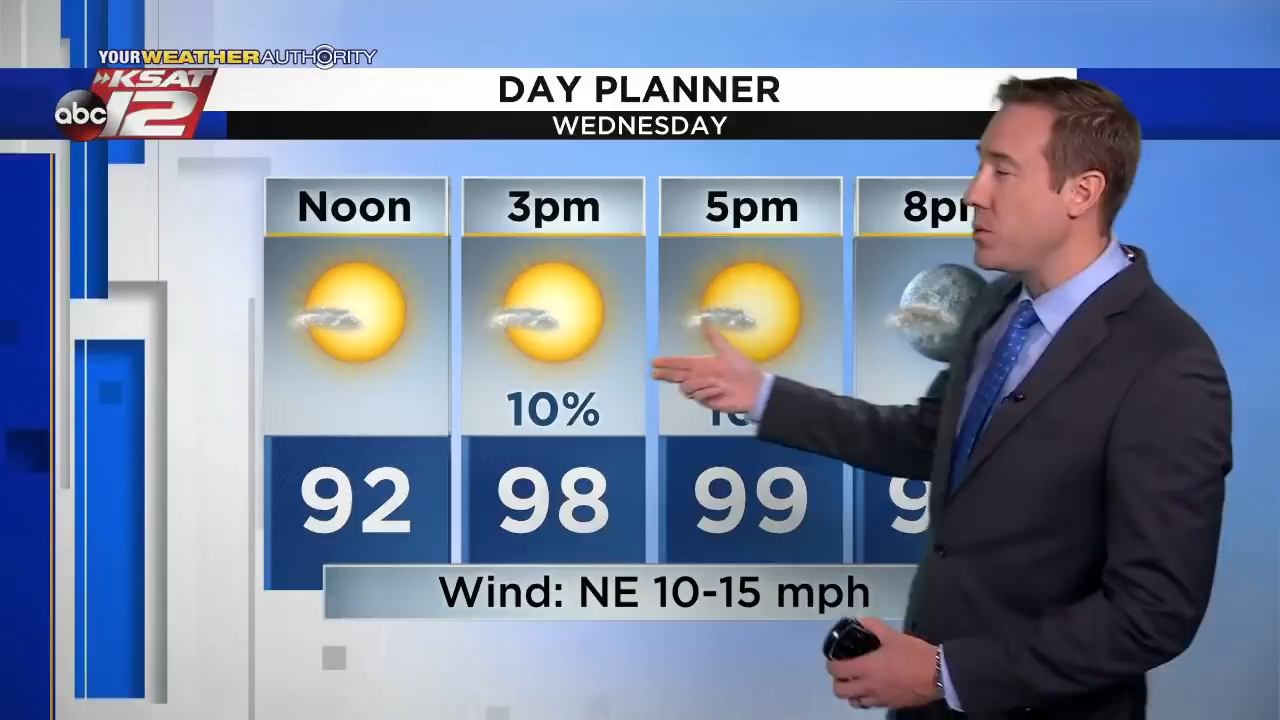 YOURWEATHERAUTHORITY
KSAT
abc 12
DAY PLANNER
WEDNESDAY
Noon 3pm 5pm
10%
92 98 99
Wind: NE 10-15 mph